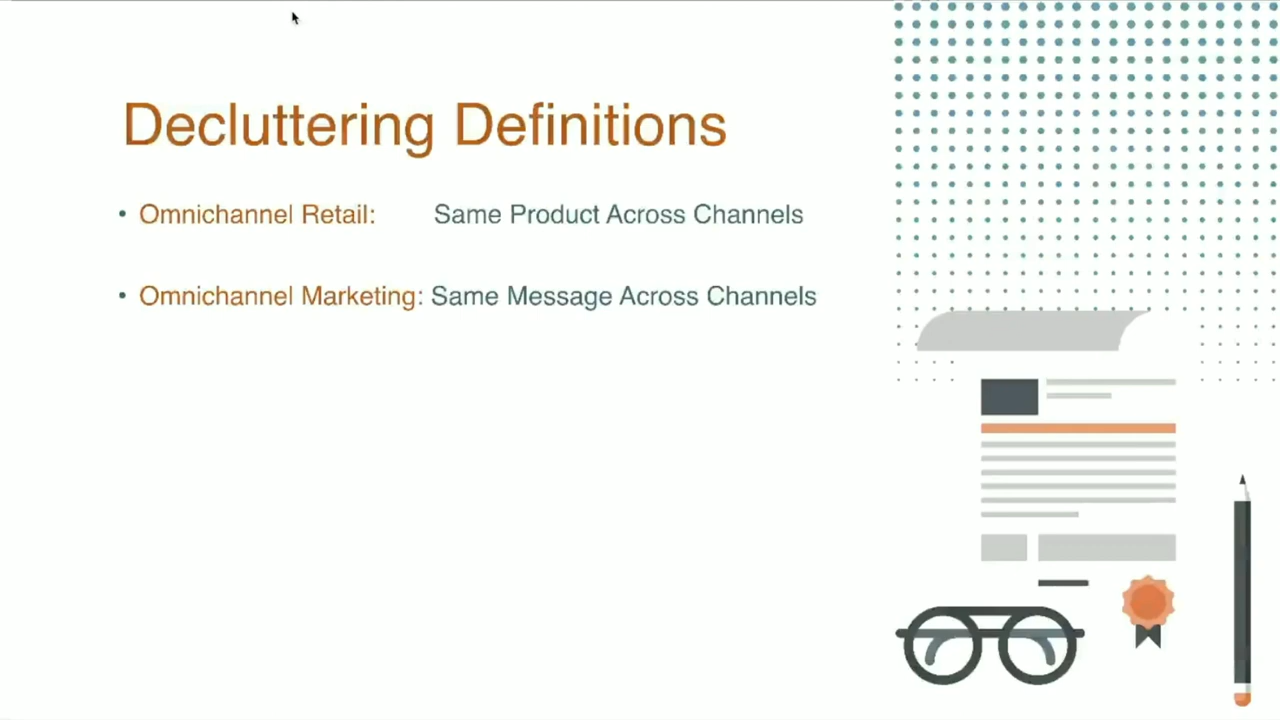 Decluttering Definitions
• Omnichannel Retail: Same Product Across Channels
• Omnichannel Marketing: Same Message Across Channels